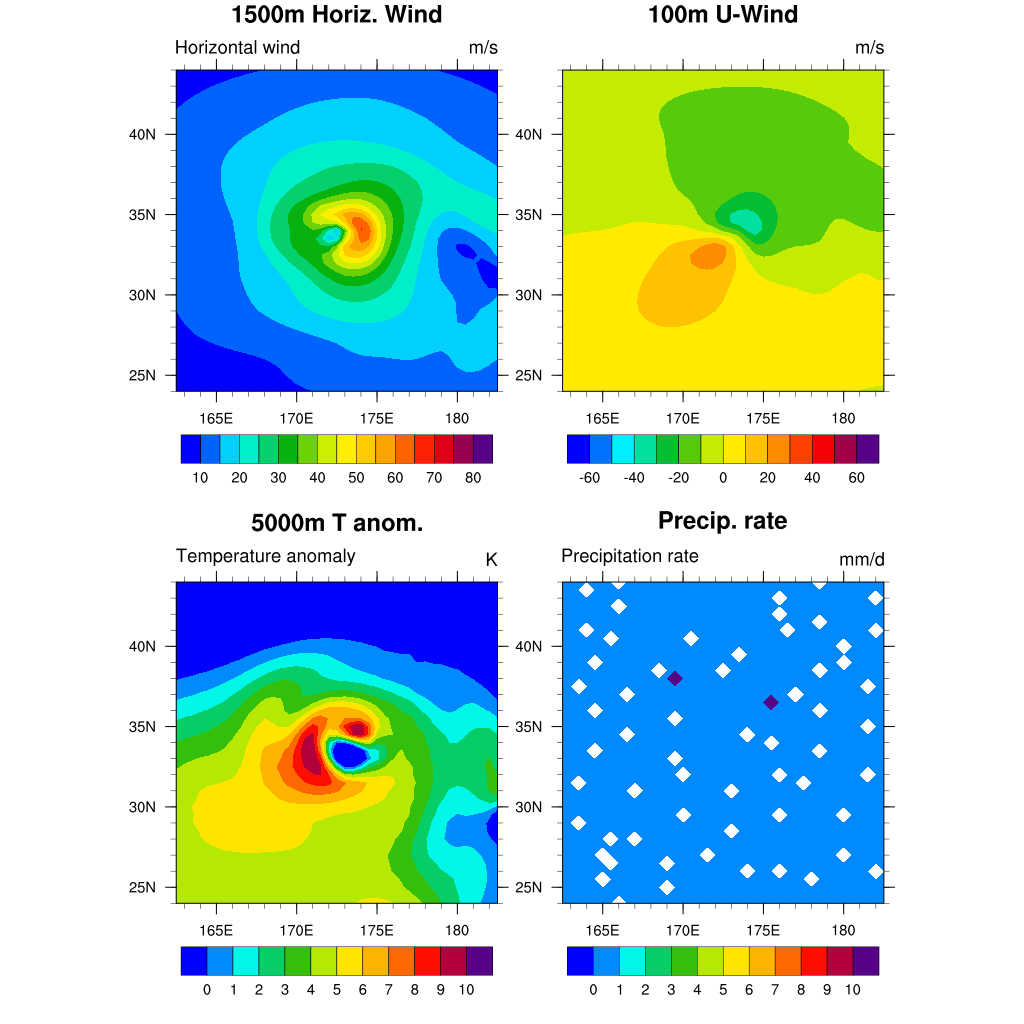 1500m Horiz. Wind
Horizontal wind m/s
40N
35N
30N
25N
165E 170E 175E 180
10 20 30 40 50 60 70 80
100m U-Wind
m/s
40N
35N
30N
25N
165E 170E 175E 180
-60 -40 -20 0 20 40 60
5000m T anom.
Temperature anomaly K
40N
35N
30N
25N
165E 170E 175E 180
0 1 2 3 4 5 6 7 8 9 10
Precip. rate
Precipitation rate mm/d
40N
35N
30N
25N
165E 170E 175E 180
0 1 2 3 4 5 6 7 8 9 10